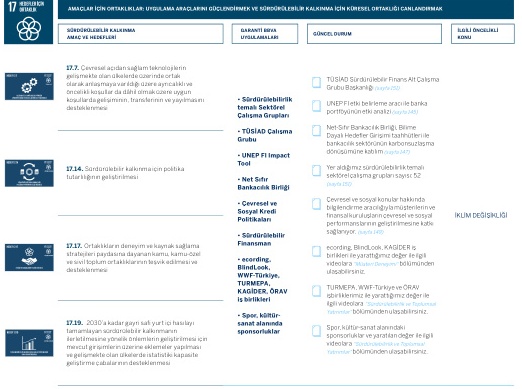 17 HEDEFLER İÇİN
ORTAKLIK
AMAÇLAR İÇİN ORTAKLIKLAR: UYGULAMA ARAÇLARINI GÜÇLENDİRMEK VE SÜRDÜRÜLEBİLİR KALKINMA İÇİN KÜRESEL ORTAKLIĞI CANLANDIRMAK
SÜRDÜRÜLEBİLİR KALKINMA
AMAÇ VE HEDEFLERİ
GARANTİ BBVA
UYGULAMALARI
GÜNCEL DURUM
İLGİLİ ÖNCELİKLİ
KONU
17.7. Çevresel açıdan sağlam teknolojilerin
gelişmekte olan ülkelerde üzerinde ortak
olarak anlaşmaya varıldığı üzere ayrıcalıklı ve
öncelikli koşullar da dâhil olmak üzere uygun
koşullarda gelişiminin, transferinin ve yayılmasını
desteklenmesi
17.14. Sürdürülebilir kalkınma için politika
tutarlılığının geliştirilmesi
17.17. Ortaklıkların deneyim ve kaynak sağlama
stratejileri paydasına dayanan kamu, kamu-özel
ve sivil toplum ortaklıklarının teşvik edilmesi ve
desteklenmesi
17.19. 2030'a kadar gayri safi yurt içi hasılayı
tamamlayan sürdürülebilir kalkınmanın
ilerletilmesine yönelik önlemlerin geliştirilmesi için
mevcut girişimlerin üzerine eklemeler yapılması
ve gelişmekte olan ülkelerde istatistik kapasite
geliştirme çabalarının desteklenmesi
• Sürdürülebilirlik
temalı Sektörel
Çalışma Grupları
• TÜSİAD Çalışma
Grubu
• UNEP FI Impact
Tool
• Net Sıfır
Bankacılık Birliği
• Çevresel ve
Sosyal Kredi
Politikaları
• Sürdürülebilir
Finansman
• ecording,
BlindLook,
WWF-Türkiye,
TURMEPA,
KAGİDER, ÖRAV
iş birlikleri
• Spor, kültür-
sanat alanında
sponsorluklar
TÜSİAD Sürdürülebilir Finans Alt Çalışma
Grubu Başkanlığı (sayfa 151)
UNEP FI etki belirleme aracı ile banka
portföyünün etki analizi
Net-Sıfır Bankacılık Birliği, Bilime
Dayalı Hedefler Girişimi taahhütleri ile
bankacılık sektörünün karbonsuzlaşma
dönüşümüne katılım (sayfa 147)
Yer aldığımız sürdürülebilirlik temalı
sektörel çalışma grupları sayısı: 52
(sayfa 151)
Çevresel ve sosyal konular hakkında
bilgilendirme aracılığıyla müşterilerin ve
finansal kuruluşların çevresel ve sosyal
performanslarının geliştirilmesine katkı
sağlanıyor.
ecording, BlindLook, KAGİDER iş
birlikleri ile yarattığımız değer ile ilgili
videolara "Müşteri Deneyimi" bölümünden
ulaşabilirsiniz.
TURMEPA, WWF-Türkiye ve ÖRAV
işbirliklerimiz ile yarattığımız değer ile
ilgili videolara "Sürdürülebilirlik ve Toplumsal
Yatırımlar" bölümünden ulaşabilirsiniz.
Spor, kültür-sanat alanındaki
sponsorluklar ve yaratılan değer ile ilgili
videolara "Sürdürülebilirlik ve Toplumsal
Yatırımlar" bölümünden ulaşabilirsiniz.
İKLİM DEĞİŞİKLİĞİ